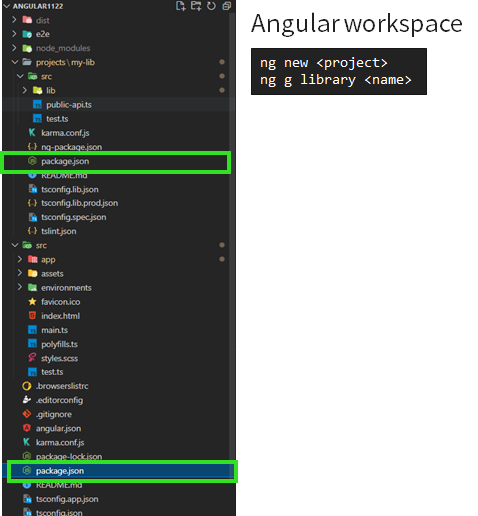 ANGULAR1122
dist
e2e
node_modules
projects\my-lib
src
lib
public-api.ts
test.ts
karma.conf.js
ng-package.json
package.json
README.md
tsconfig.lib.json
tsconfig.lib.prod.json
tsconfig.spec.json
tslint.json
src
app
assets
environments
favicon.ico
index.html
main.ts
polyfills.ts
styles.scss
test.ts
.browserslistrc
.editorconfig
.gitignore
angular.json
karma.conf.js
package-lock.json
package.json
README.md
tsconfig.app.json
tsconfig.json
Angular workspace
ng new <project>
ng g library <name>